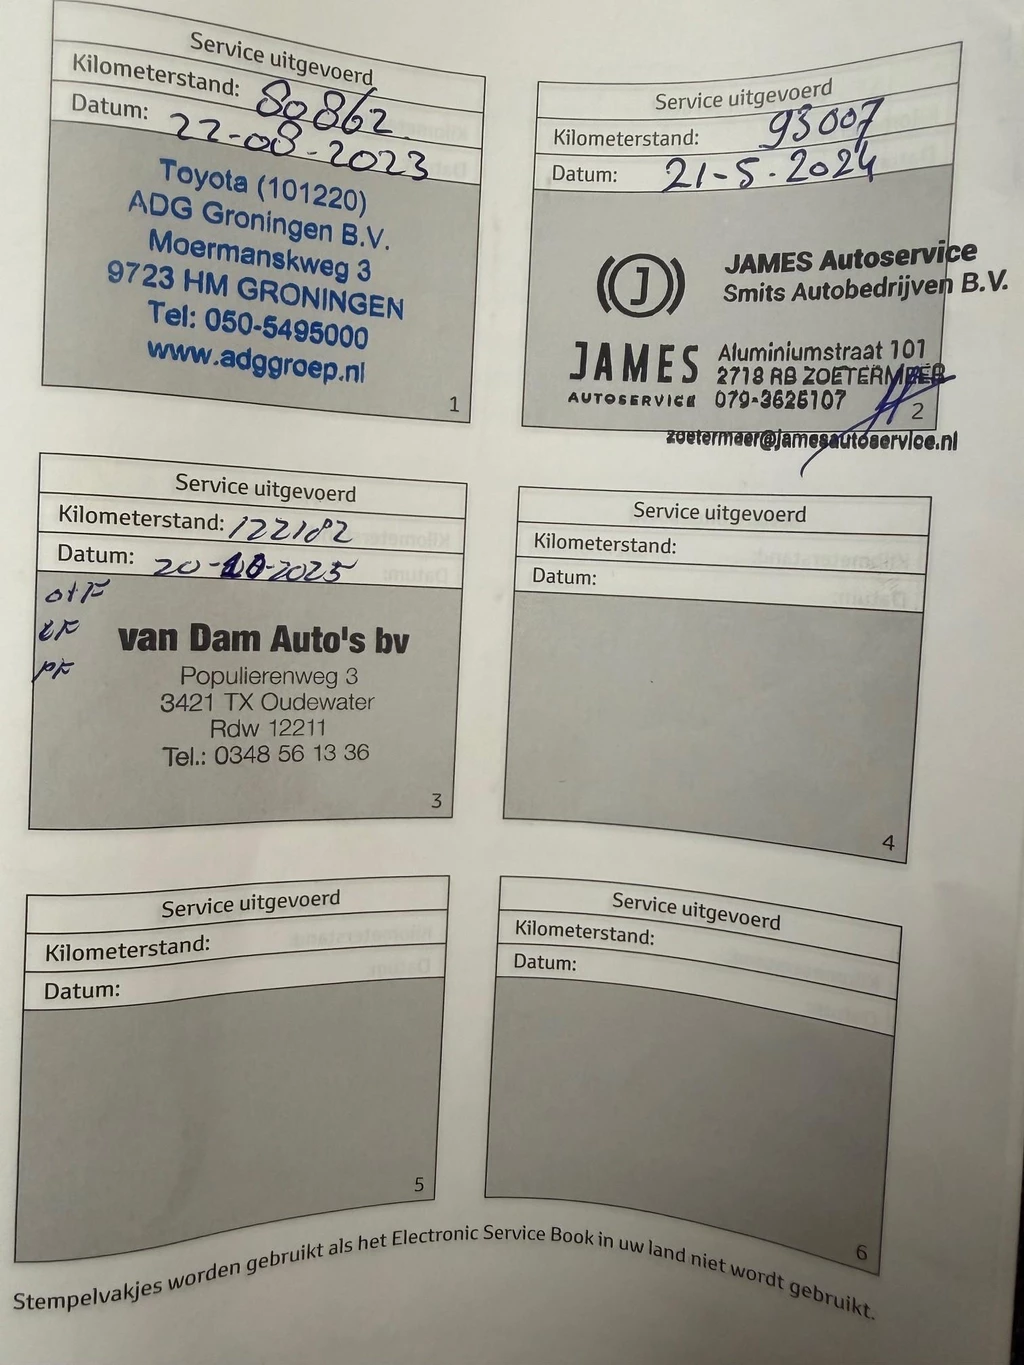 Service uitgevoerd
Kilometerstand: 80862
Datum: 22-08-2023
Toyota (101220)
ADG Groningen B.V.
Moermanskweg 3
9723 HM GRONINGEN
Tel: 050-5495000
www.adggroep.nl
1
Service uitgevoerd
Kilometerstand: 93007
Datum: 21-5-2024
J
JAMES Autoservice
Smits Autobedrijven B.V.
JAMES
AUTOSERVICE
Aluminiumstraat 101
2718 RB ZOETERMEER
079-3626107
2
zoetermeer@jamesautoservice.nl
Service uitgevoerd
Kilometerstand: 122182
Datum: 20-10-2025
van Dam Auto's bv
Populierenweg 3
3421 TX Oudewater
Rdw 12211
Tel.: 0348 56 13 36
3
Service uitgevoerd
Kilometerstand:
Datum:
4
Service uitgevoerd
Kilometerstand:
Datum:
5
Service uitgevoerd
Kilometerstand:
Datum:
6
Stempelvakjes worden gebruikt als het Electronic Service Book in uw land niet wordt gebruikt.